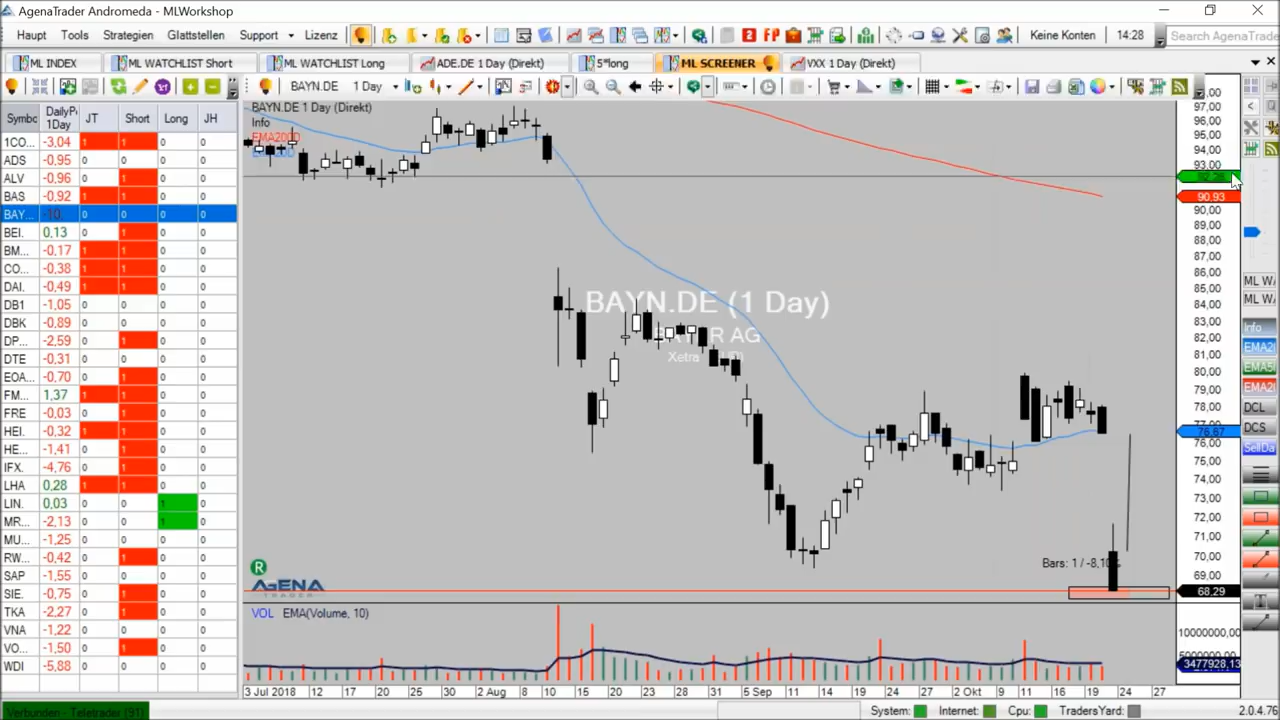 AgenaTrader Andromeda - MLWorkshop
Haupt Tools Strategien Glattstellen Support Lizenz Keine Konten 14:28 Search AgenaTrade
ML INDEX ML WATCHLIST Short ML WATCHLIST Long ADE.DE 1 Day (Direkt) 5*long ML SCREENER VXX 1 Day (Direkt)
BAYN.DE 1 Day
Symbo DailyPe 1Day JT Short Long JH
1CO... -3,04 1 1 0 0
ADS -0,95 0 0 0 0
ALV -0,96 0 1 0 0
BAS -0,92 1 1 0 0
BAY... -10, 0 0 0 0
BEI. 0,13 0 1 0 0
BM... -0,17 1 1 0 0
CO... -0,38 1 1 0 0
DAI. -0,49 1 1 0 0
DB1 -1,05 0 0 0 0
DBK -0,89 0 0 0 0
DP... -2,59 0 1 0 0
DTE -0,31 0 0 0 0
EOA... -0,70 0 1 0 0
FM... 1,37 1 1 0 0
FRE -0,03 0 1 0 0
HEI. -0,32 1 1 0 0
HE... -1,41 0 1 0 0
IFX. -4,76 0 1 0 0
LHA 0,28 1 1 0 0
LIN. 0,03 0 0 1 0
MR... -2,13 0 0 1 0
MU... -1,25 0 0 0 0
RW... -0,42 0 1 0 0
SAP -1,55 0 0 0 0
SIE. -0,75 0 1 0 0
TKA -2,27 0 1 0 0
VNA -1,22 0 0 0 0
VO... -1,50 0 1 0 0
WDI -5,88 0 0 0 0
BAYN.DE 1 Day (Direkt)
Info
EMA200D
BAYN.DE (1 Day)
Xetra
Bars: 1 / -8,10%
R
AGENA
TRADER
VOL EMA(Volume, 10)
97,00
96,00
95,00
94,00
93,00
90,93
90,00
89,00
88,00
87,00
86,00
85,00
84,00
83,00
82,00
81,00
80,00
79,00
78,00
76,67
76,00
75,00
74,00
73,00
72,00
70,00
69,00
68,29
10000000,00
3477928,13
3 Jul 2018 12 17 20 25 30 2 Aug 10 15 20 23 28 31 5 Sep 11 14 19 24 27 2 Okt 11 16 19 24 27
ML WA
ML WA
Info
EMA20
EMA50
EMA20
DCL
DCS
SellDa
T
Verbunden - Teletrader (91) System: Internet: Cpu: TradersYard: 2.0.4.76